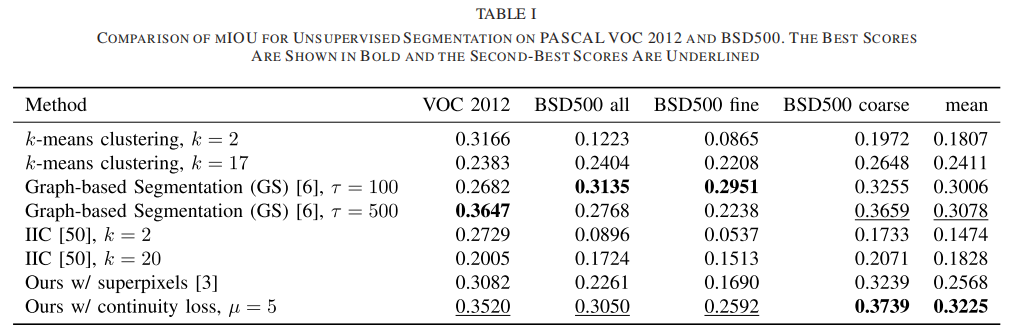 TABLE I
COMPARISON OF MIOU FOR UNSUPERVISED SEGMENTATION ON PASCAL VOC 2012 AND BSD500. THE BEST SCORES
ARE SHOWN IN BOLD AND THE SECOND-BEST SCORES ARE UNDERLINED
Method VOC 2012 BSD500 all BSD500 fine BSD500 coarse mean
k-means clustering, k = 2 0.3166 0.1223 0.0865 0.1972 0.1807
k-means clustering, k = 17 0.2383 0.2404 0.2208 0.2648 0.2411
Graph-based Segmentation (GS) [6], τ = 100 0.2682 0.3135 0.2951 0.3255 0.3006
Graph-based Segmentation (GS) [6], τ = 500 0.3647 0.2768 0.2238 0.3659 0.3078
IIC [50], k = 2 0.2729 0.0896 0.0537 0.1733 0.1474
IIC [50], k = 20 0.2005 0.1724 0.1513 0.2071 0.1828
Ours w/ superpixels [3] 0.3082 0.2261 0.1690 0.3239 0.2568
Ours w/ continuity loss, μ = 5 0.3520 0.3050 0.2592 0.3739 0.3225